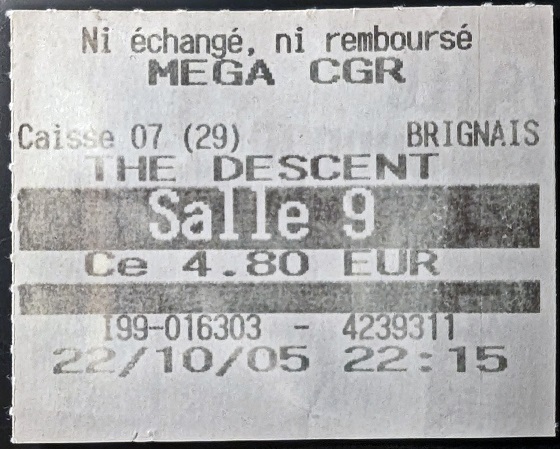 Ni échangé, ni remboursé
MEGA CGR
Caisse 07 (29) BRIGNAIS
THE DESCENT
Salle 9
Ce 4.80 EUR
I99-016303 - 4239311
22/10/05 22:15